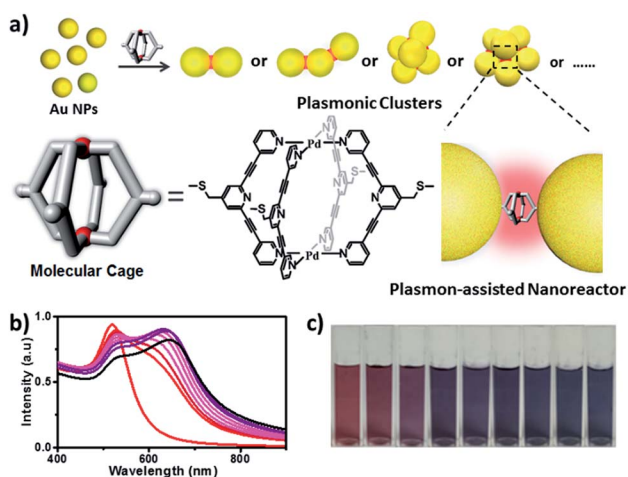 a)
or or or or ......
Au NPs
Plasmonic Clusters
Molecular Cage
=
Pd
N
N
N
N
S
S
S
N
N
N
N
N
Pd
Plasmon-assisted Nanoreactor
b)
Intensity (a.u)
1.0
0.5
0.0
400 600 800
Wavelength (nm)
c)